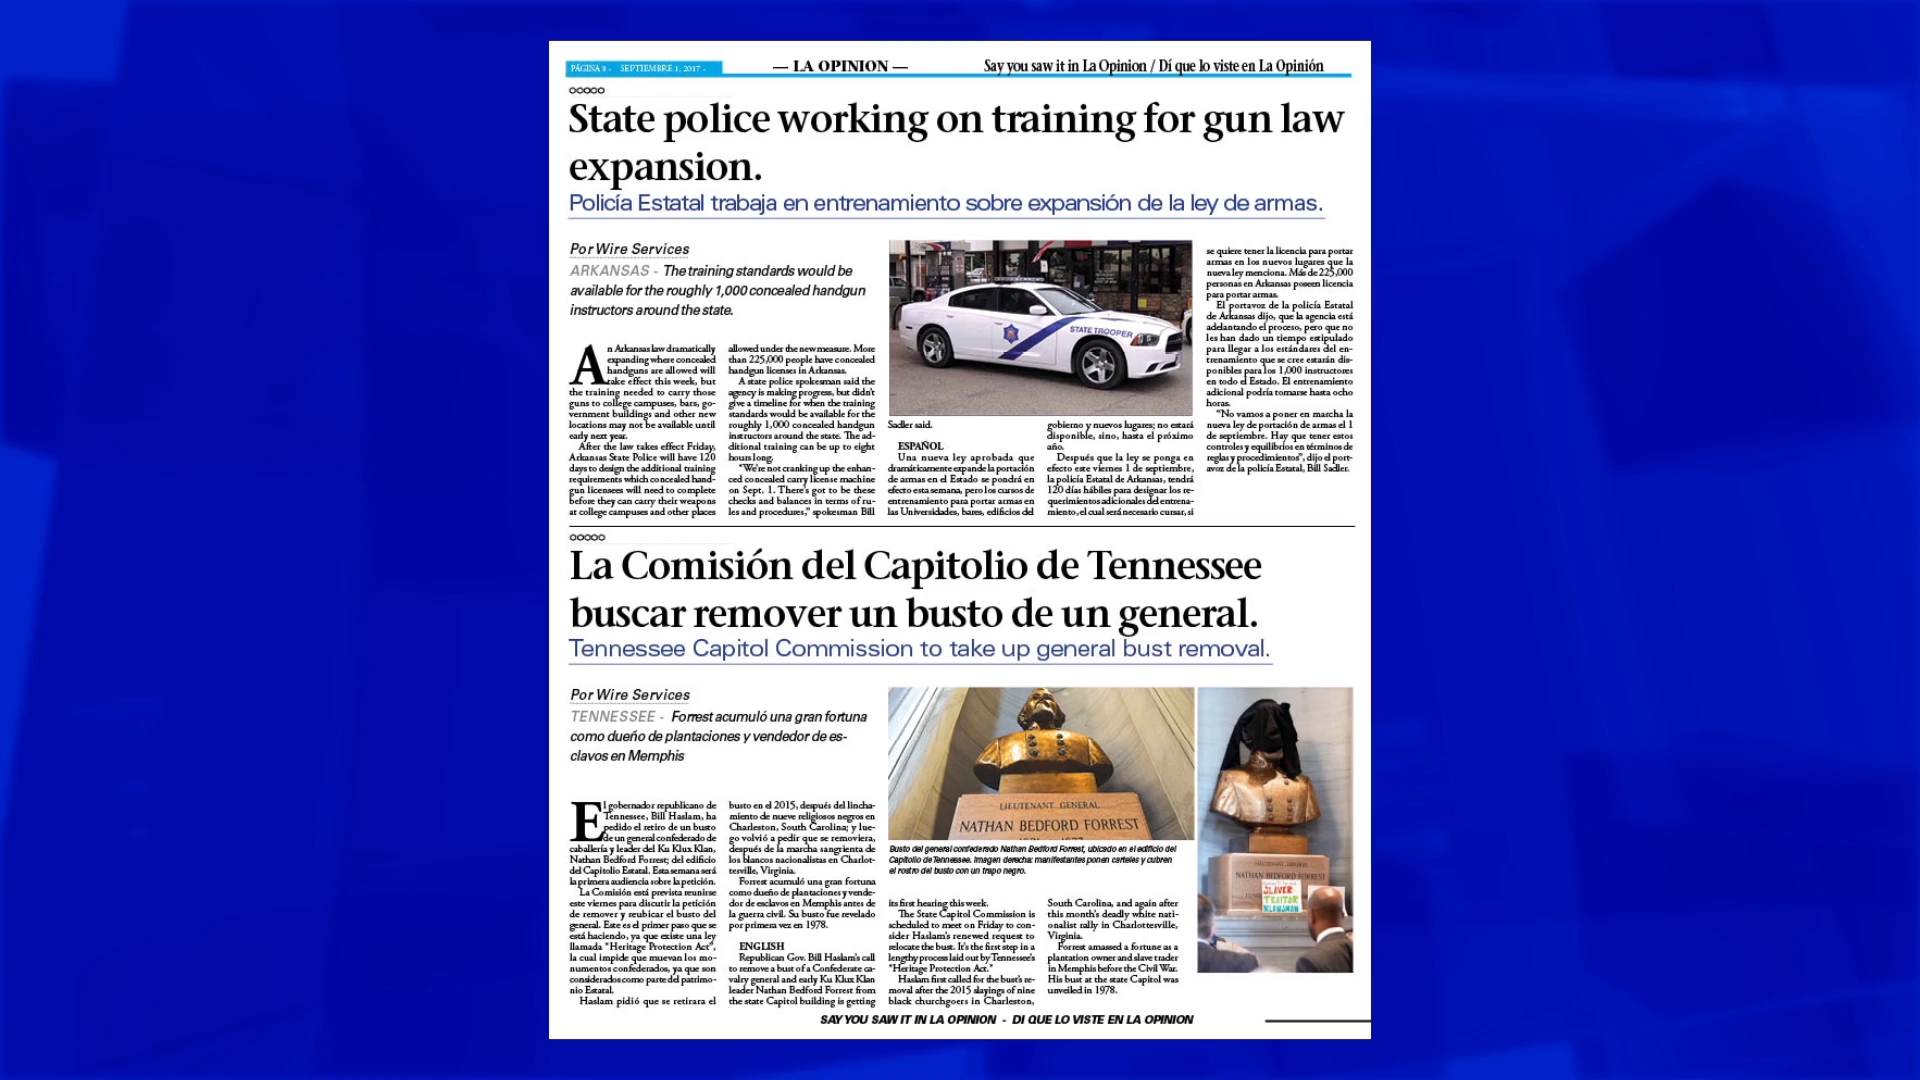 PÁGINA 8 - SEPTIEMBRE 1, 2017 -
— LA OPINION —
Say you saw it in La Opinion / Dí que lo viste en La Opinión
State police working on training for gun law
expansion.
Policía Estatal trabaja en entrenamiento sobre expansión de la ley de armas.
Por Wire Services
ARKANSAS - The training standards would be
available for the roughly 1,000 concealed handgun
instructors around the state.
An Arkansas law dramatically
expanding where concealed
handguns are allowed will
take effect this week, but
the training needed to carry those
guns to college campuses, bars, go-
vernment buildings and other new
locations may not be available until
early next year.
After the law takes effect Friday,
Arkansas State Police will have 120
days to design the additional training
requirements which concealed hand-
gun licensees will need to complete
before they can carry their weapons
at college campuses and other places
allowed under the new measure. More
than 225,000 people have concealed
handgun licenses in Arkansas.
A state police spokesman said the
agency is making progress, but didn't
give a timeline for when the training
standards would be available for the
roughly 1,000 concealed handgun
instructors around the state. The ad-
ditional training can be up to eight
hours long.
"We're not cranking up the enhan-
ced concealed carry license machine
on Sept. 1. There's got to be these
checks and balances in terms of ru-
les and procedures," spokesman Bill
STATE TROOPER
Sadler said.
ESPAÑOL
Una nueva ley aprobada que
dramáticamente expande la portación
de armas en el Estado se pondrá en
efecto esta semana, pero los cursos de
entrenamiento para portar armas en
las Universidades, bares, edificios del
gobierno y nuevos lugares; no estará
disponible, sino, hasta el próximo
año.
Después que la ley se ponga en
efecto este viernes 1 de septiembre,
la policía Estatal de Arkansas, tendrá
120 días hábiles para designar los re-
querimientos adicionales del entrena-
miento, el cual será necesario cursar, si
se quiere tener la licencia para portar
armas en los nuevos lugares que la
nueva ley menciona. Más de 225,000
personas en Arkansas poseen licencia
para portar armas.
El portavoz de la policía Estatal
de Arkansas dijo, que la agencia está
adelantando el proceso, pero que no
les han dado un tiempo estipulado
para llegar a los estándares del en-
trenamiento que se cree estarán dis-
ponibles para los 1,000 instructores
en todo el Estado. El entrenamiento
adicional podría tomarse hasta ocho
horas.
"No vamos a poner en marcha la
nueva ley de portación de armas el 1
de septiembre. Hay que tener estos
controles y equilibrios en términos de
reglas y procedimientos", dijo el port-
avoz de la policía Estatal, Bill Sadler.
La Comisión del Capitolio de Tennessee
buscar remover un busto de un general.
Tennessee Capitol Commission to take up general bust removal.
Por Wire Services
TENNESSEE - Forrest acumuló una gran fortuna
como dueño de plantaciones y vendedor de es-
clavos en Memphis
El gobernador republicano de
Tennessee, Bill Haslam, ha
pedido el retiro de un busto
de un general confederado de
caballería y leader del Ku Klux Klan,
Nathan Bedford Forrest; del edificio
del Capitolio Estatal. Esta semana será
la primera audiencia sobre la petición.
La Comisión está prevista reunirse
este viernes para discutir la petición
de remover y reubicar el busto del
general. Este es el primer paso que se
está haciendo, ya que existe una ley
llamada "Heritage Protection Act",
la cual impide que muevan los mo-
numentos confederados, ya que son
considerados como parte del patrimo-
nio Estatal.
Haslam pidió que se retirara el
busto en el 2015, después del lincha-
miento de nueve religiosos negros en
Charleston, South Carolina; y lue-
go volvió a pedir que se removiera,
después de la marcha sangrienta de
los blancos nacionalistas en Charlot-
tesville, Virginia.
Forrest acumuló una gran fortuna
como dueño de plantaciones y vende-
dor de esclavos en Memphis antes de
la guerra civil. Su busto fue revelado
por primera vez en 1978.
ENGLISH
Republican Gov. Bill Haslam's call
to remove a bust of a Confederate ca-
valry general and early Ku Klux Klan
leader Nathan Bedford Forrest from
the state Capitol building is getting
LIEUTENANT GENERAL
NATHAN BEDFORD FORREST
Busto del general confederado Nathan Bedford Forrest, ubicado en el edificio del
Capitolio de Tennessee. Imagen derecha: manifestantes ponen carteles y cubren
el rostro del busto con un trapo negro.
its first hearing this week.
The State Capitol Commission is
scheduled to meet on Friday to con-
sider Haslam's renewed request to
relocate the bust. It's the first step in a
lengthy process laid out by Tennessee's
"Heritage Protection Act."
Haslam first called for the bust's re-
moval after the 2015 slayings of nine
black churchgoers in Charleston,
South Carolina, and again after
this month's deadly white nati-
onalist rally in Charlottesville,
Virginia.
Forrest amassed a fortune as a
plantation owner and slave trader
in Memphis before the Civil War.
His bust at the state Capitol was
unveiled in 1978.
LIEUTENANT GENERAL
NATHAN BEDFORD FORREST
SLAVER
TRAITOR
KLANSMAN
SAY YOU SAW IT IN LA OPINION - DI QUE LO VISTE EN LA OPINION